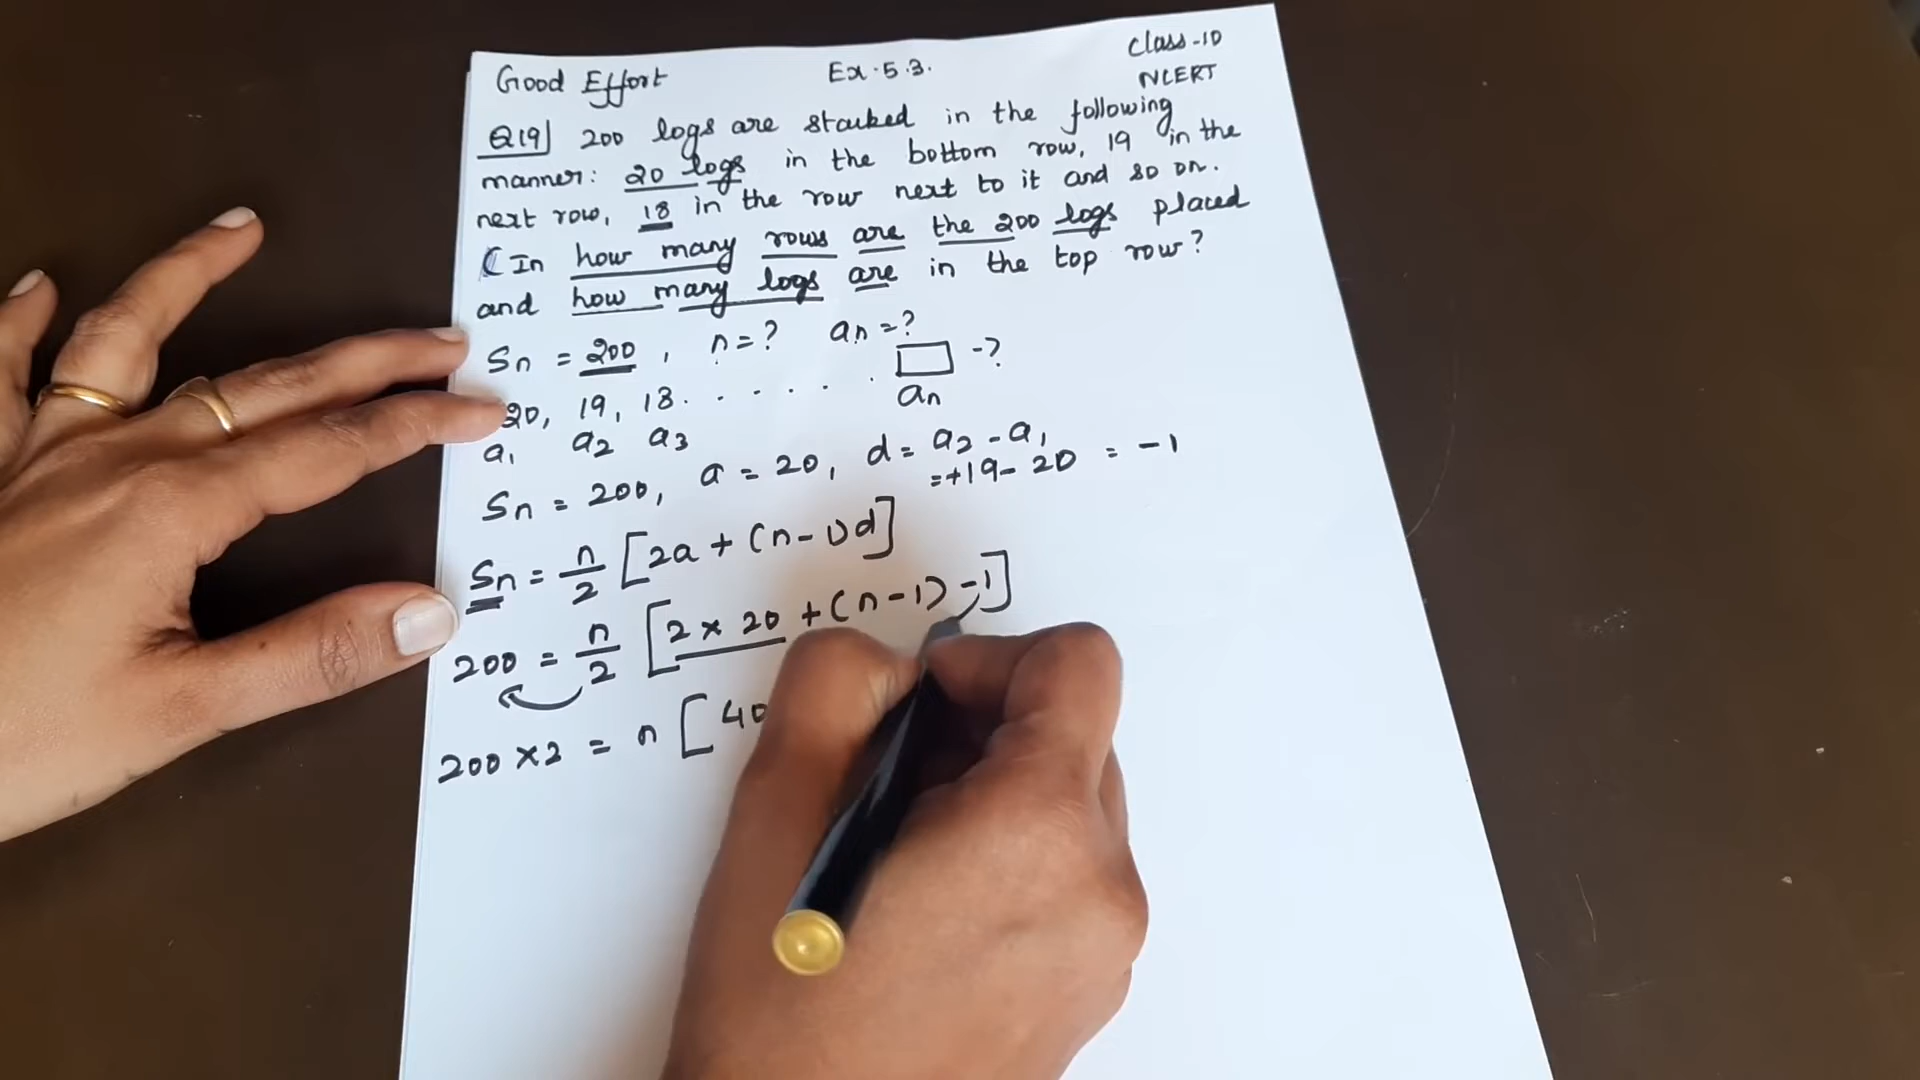 Good Effort Ex.5.3. Class-10
NCERT
Q19] 200 logs are stacked in the following
manner: 20 logs in the bottom row, 19 in the
next row, 18 in the row next to it and so on.
(In how many rows are the 200 logs placed
and how many logs are in the top row?
Sn = 200, n=? an=?
20, 19, 18. . . . . . □ -?
a1 a2 a3 an
Sn = 200, a = 20, d = a2 - a1
=+19- 20 = -1
Sn = n/2 [2a + (n-1)d]
200 = n/2 [2 × 20 + (n-1) -1]
200 ×2 = n [40